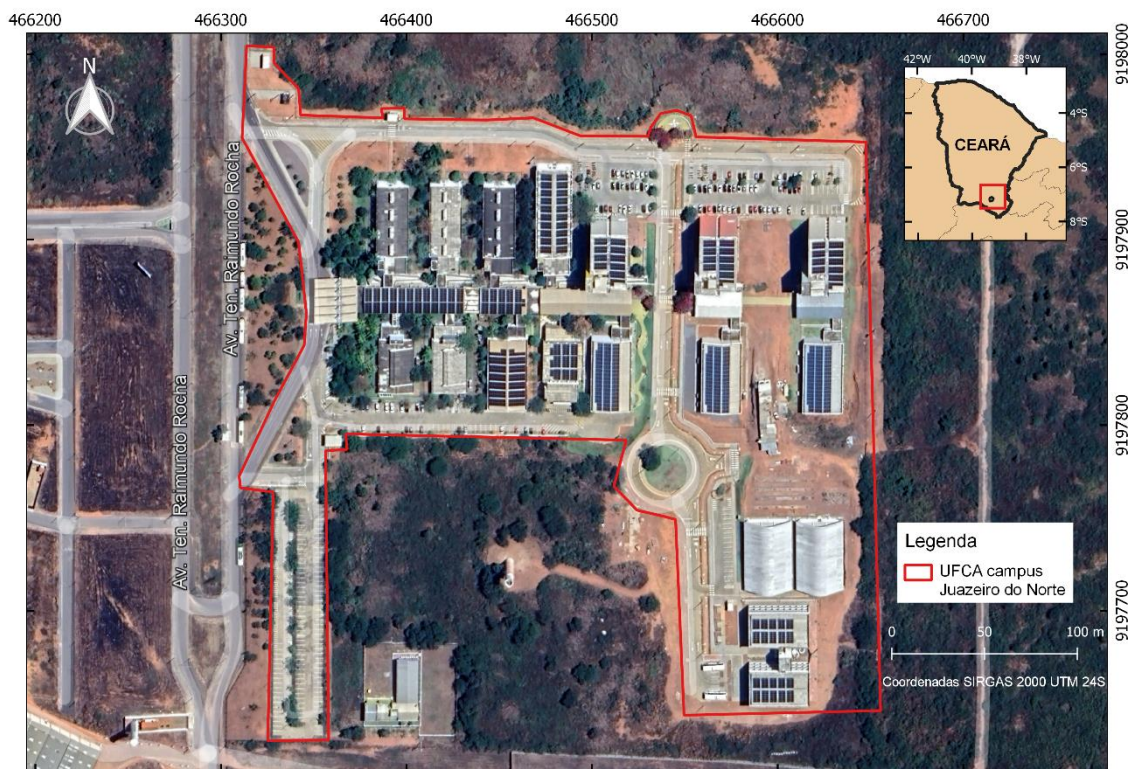 466200 466300 466400 466500 466600 466700
9198000
9197900
9197800
9197700
N
42°W 40°W 38°W
4°S
CEARÁ
6°S
8°S
Av. Ten. Raimundo Rocha
Av. Ten. Raimundo Rocha
Legenda
UFCA campus
Juazeiro do Norte
0 50 100 m
Coordenadas SIRGAS 2000 UTM 24S